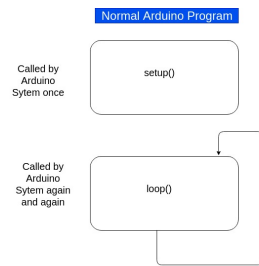 Normal Arduino Program
Called by
Arduino
Sytem once
setup()
Called by
Arduino
Sytem again
and again
loop()